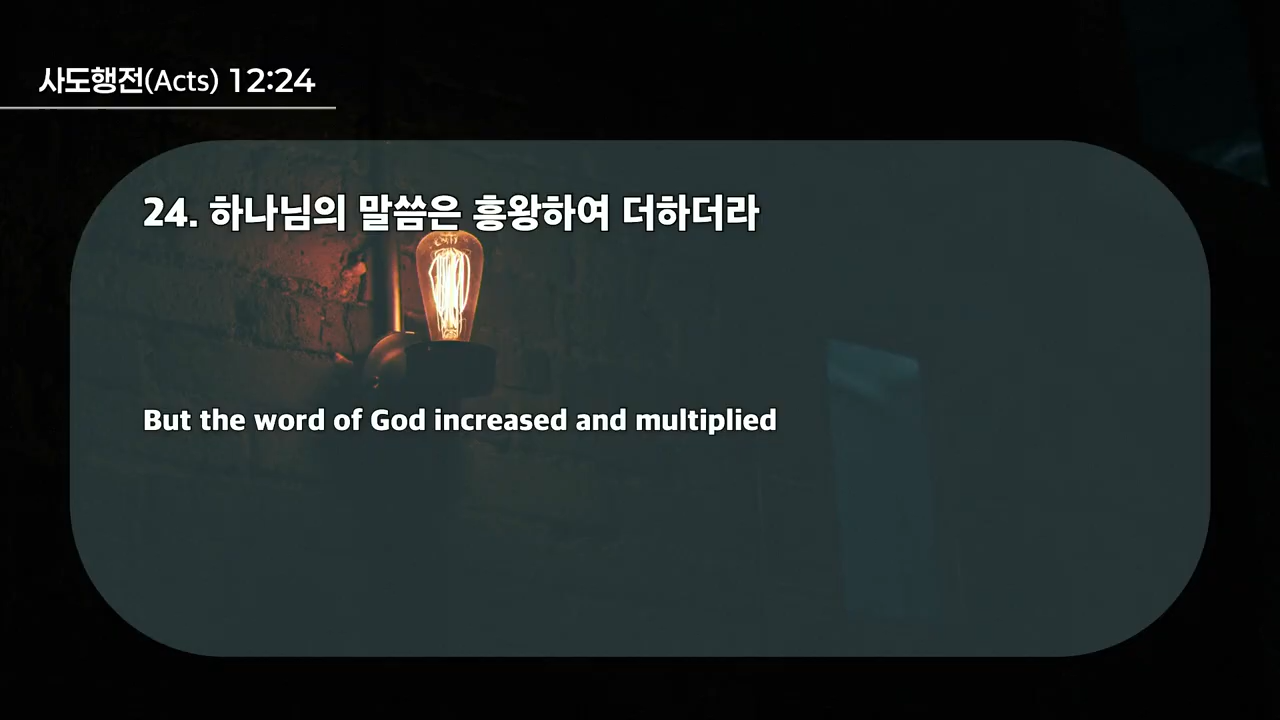 사도행전(Acts) 12:24
24. 하나님의 말씀은 흥왕하여 더하더라
But the word of God increased and multiplied